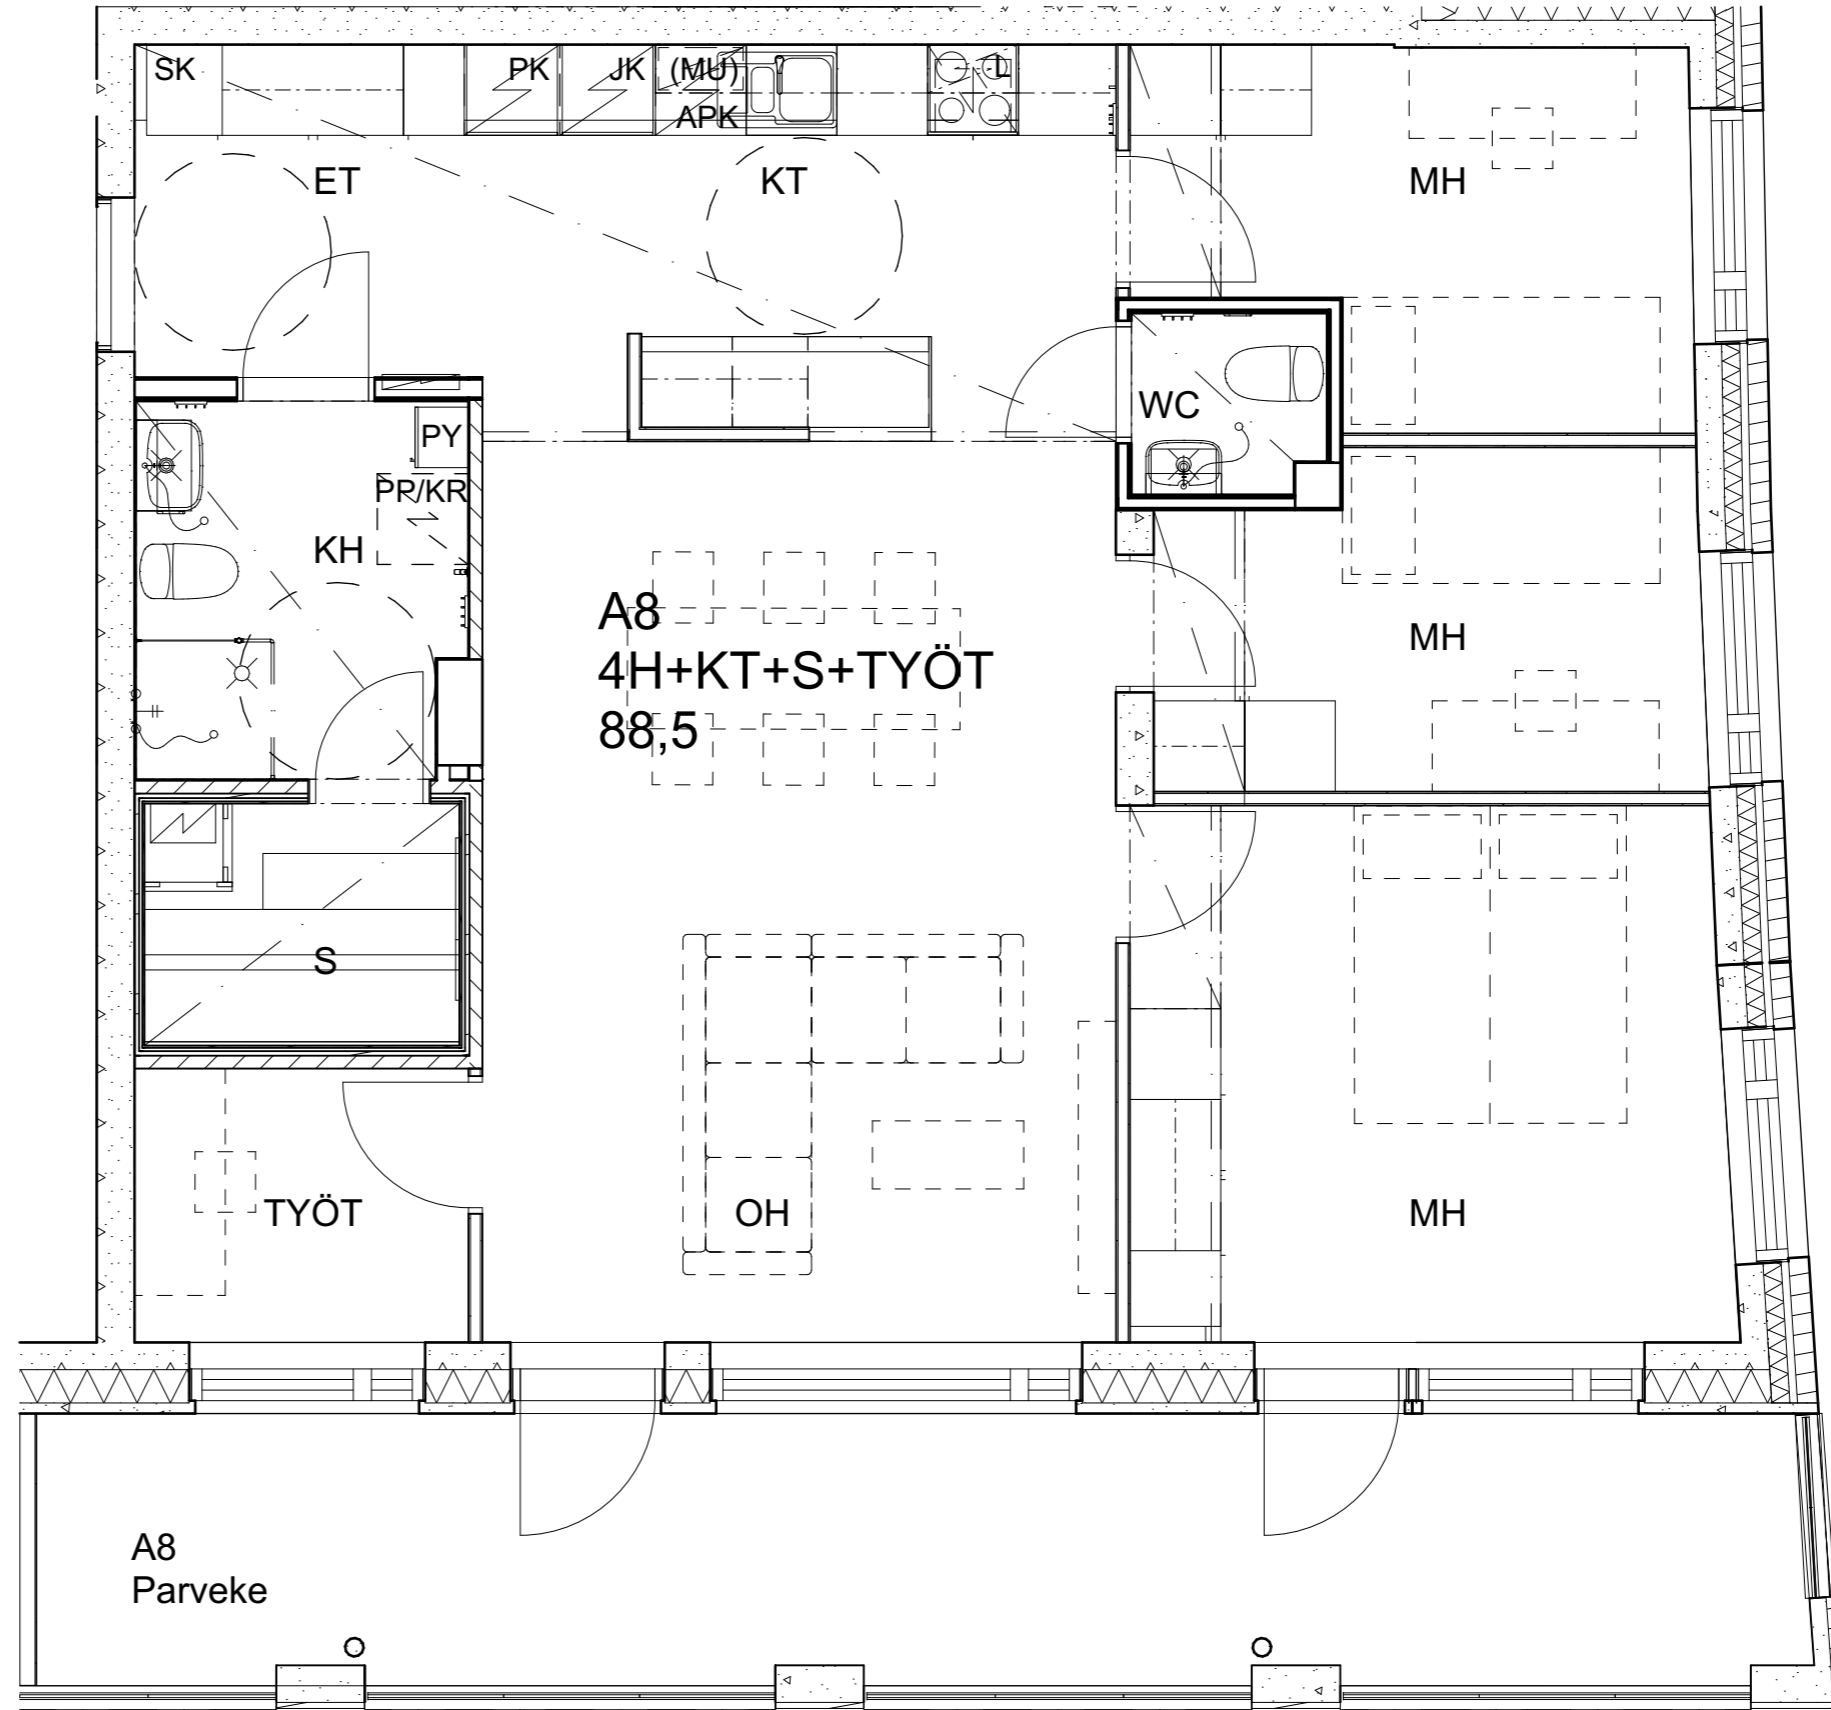 SK
PK
JK
(MU)
L
APK
ET
KT
MH
WC
PY
PR/KR
KH
A8
4H+KT+S+TYÖT
88,5
MH
S
TYÖT
OH
MH
A8
Parveke